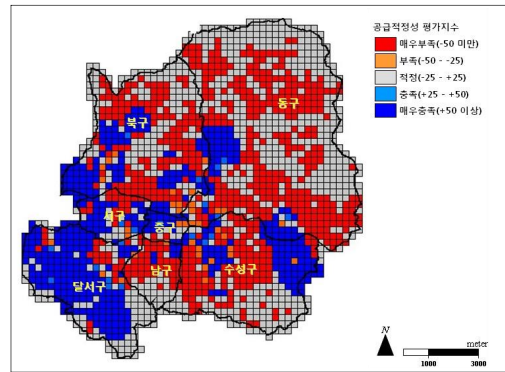 공급적정성 평가지수
매우부족(-50 미만)
부족(-50 - -25)
적정(-25 - +25)
충족(+25 - +50)
매우충족(+50 이상)
동구
북구
서구
중구
남구
수성구
달서구
N
meter
1000 3000